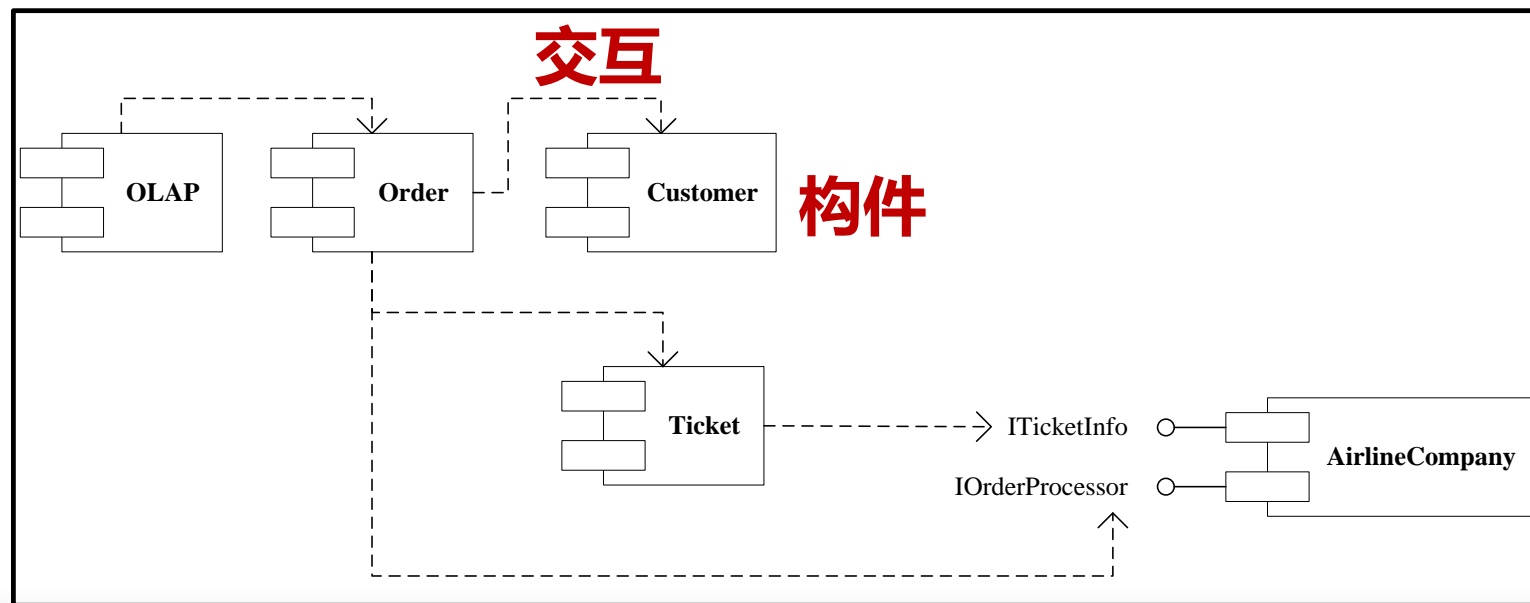 交互
OLAP
Order
Customer
构件
Ticket
ITicketInfo
IOrderProcessor
AirlineCompany